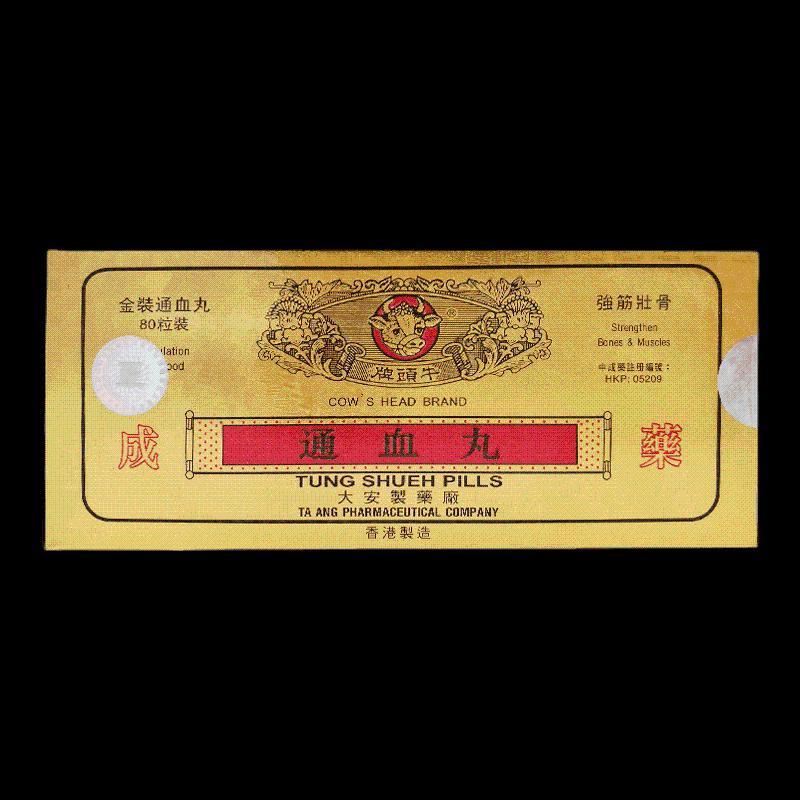 金裝通血丸
80粒裝
ulation
ood
成
®
牌頭牛
COW'S HEAD BRAND
通血丸
TUNG SHUEH PILLS
大安製藥廠
TA ANG PHARMACEUTICAL COMPANY
香港製造
強筋壯骨
Strengthen
Bones & Muscles
中成藥註冊編號：
HKP: 05209
藥